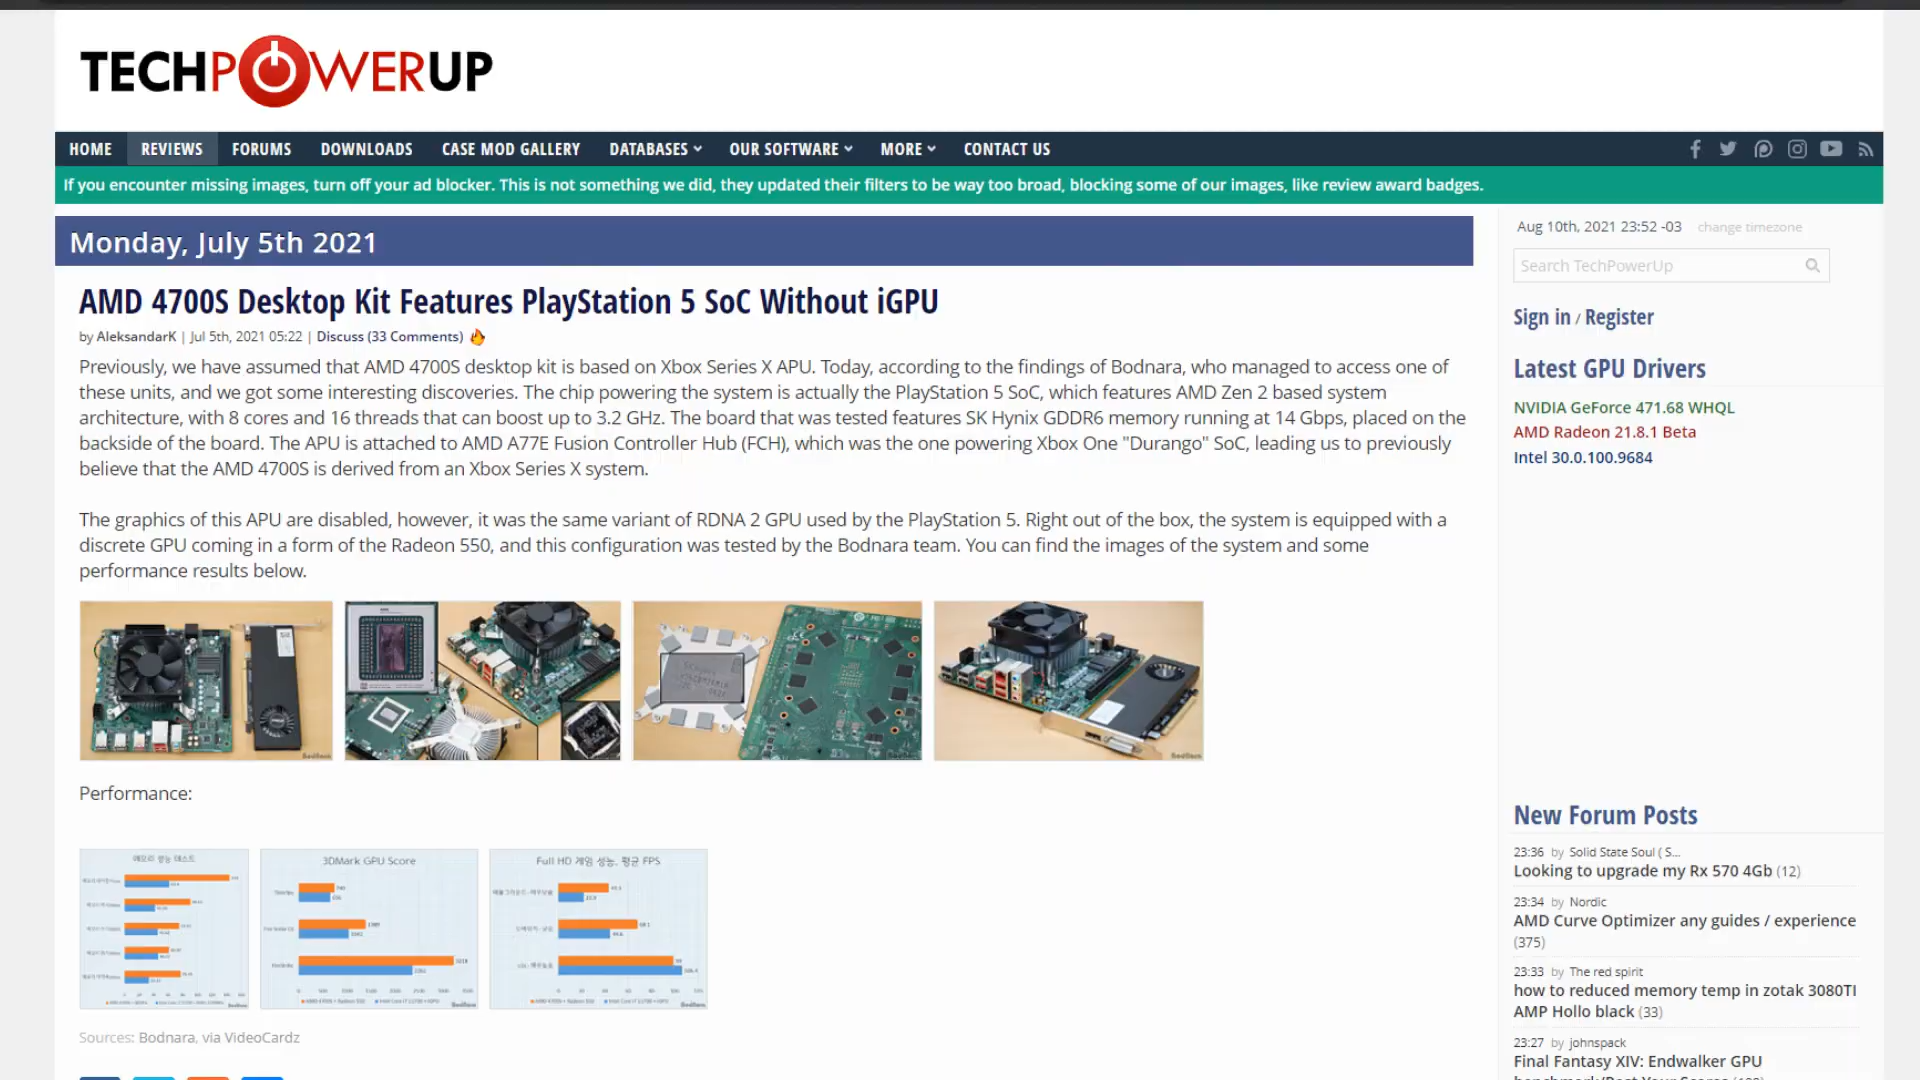 TECHPOWERUP
HOME REVIEWS FORUMS DOWNLOADS CASE MOD GALLERY DATABASES OUR SOFTWARE MORE CONTACT US
If you encounter missing images, turn off your ad blocker. This is not something we did, they updated their filters to be way too broad, blocking some of our images, like review award badges.
Monday, July 5th 2021
AMD 4700S Desktop Kit Features PlayStation 5 SoC Without iGPU
by AleksandarK | Jul 5th, 2021 05:22 | Discuss (33 Comments)
Previously, we have assumed that AMD 4700S desktop kit is based on Xbox Series X APU. Today, according to the findings of Bodnara, who managed to access one of
these units, and we got some interesting discoveries. The chip powering the system is actually the PlayStation 5 SoC, which features AMD Zen 2 based system
architecture, with 8 cores and 16 threads that can boost up to 3.2 GHz. The board that was tested features SK Hynix GDDR6 memory running at 14 Gbps, placed on the
backside of the board. The APU is attached to AMD A77E Fusion Controller Hub (FCH), which was the one powering Xbox One "Durango" SoC, leading us to previously
believe that the AMD 4700S is derived from an Xbox Series X system.
The graphics of this APU are disabled, however, it was the same variant of RDNA 2 GPU used by the PlayStation 5. Right out of the box, the system is equipped with a
discrete GPU coming in a form of the Radeon 550, and this configuration was tested by the Bodnara team. You can find the images of the system and some
performance results below.
Performance:
메모리 성능 테스트
3DMark GPU Score
Full HD 게임 성능, 평균 FPS
Sources: Bodnara, via VideoCardz
Aug 10th, 2021 23:52 -03 change timezone
Search TechPowerUp
Sign in / Register
Latest GPU Drivers
NVIDIA GeForce 471.68 WHQL
AMD Radeon 21.8.1 Beta
Intel 30.0.100.9684
New Forum Posts
23:36 by Solid State Soul ( S...
Looking to upgrade my Rx 570 4Gb (12)
23:34 by Nordic
AMD Curve Optimizer any guides / experience
(375)
23:33 by The red spirit
how to reduced memory temp in zotak 3080TI
AMP Hollo black (33)
23:27 by johnspack
Final Fantasy XIV: Endwalker GPU